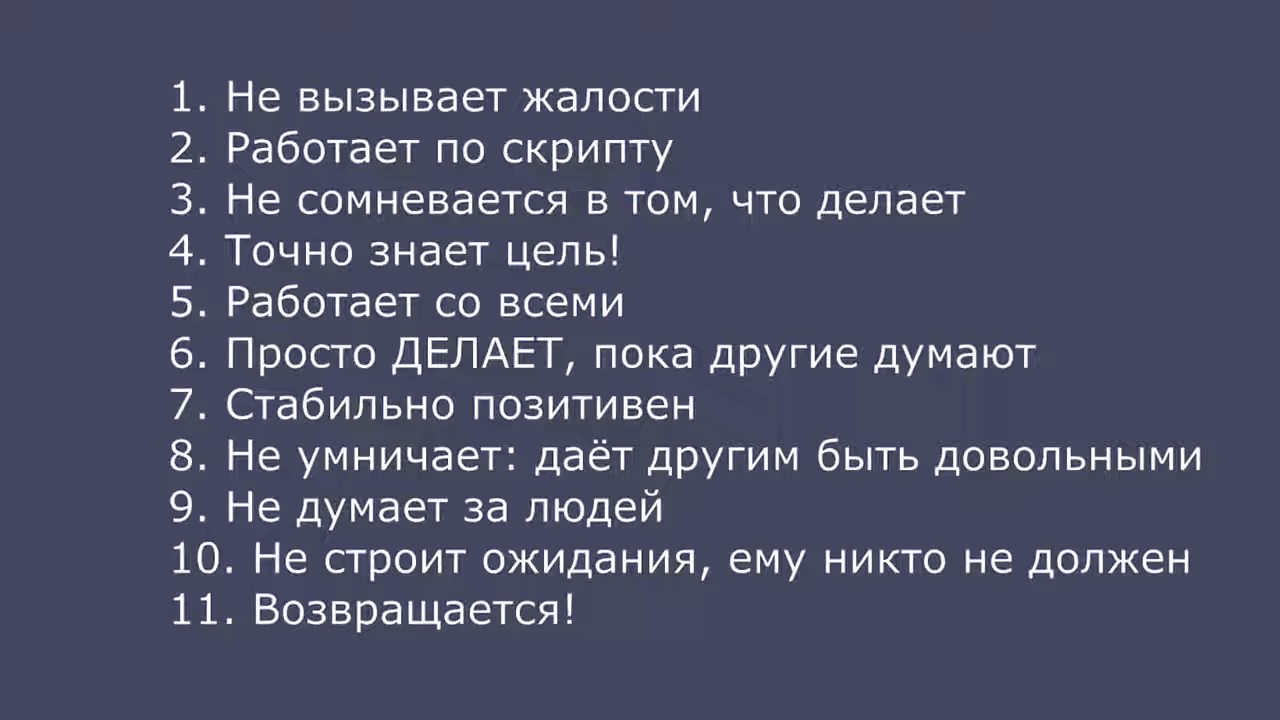 1. Не вызывает жалости
2. Работает по скрипту
3. Не сомневается в том, что делает
4. Точно знает цель!
5. Работает со всеми
6. Просто ДЕЛАЕТ, пока другие думают
7. Стабильно позитивен
8. Не умничает: даёт другим быть довольными
9. Не думает за людей
10. Не строит ожидания, ему никто не должен
11. Возвращается!